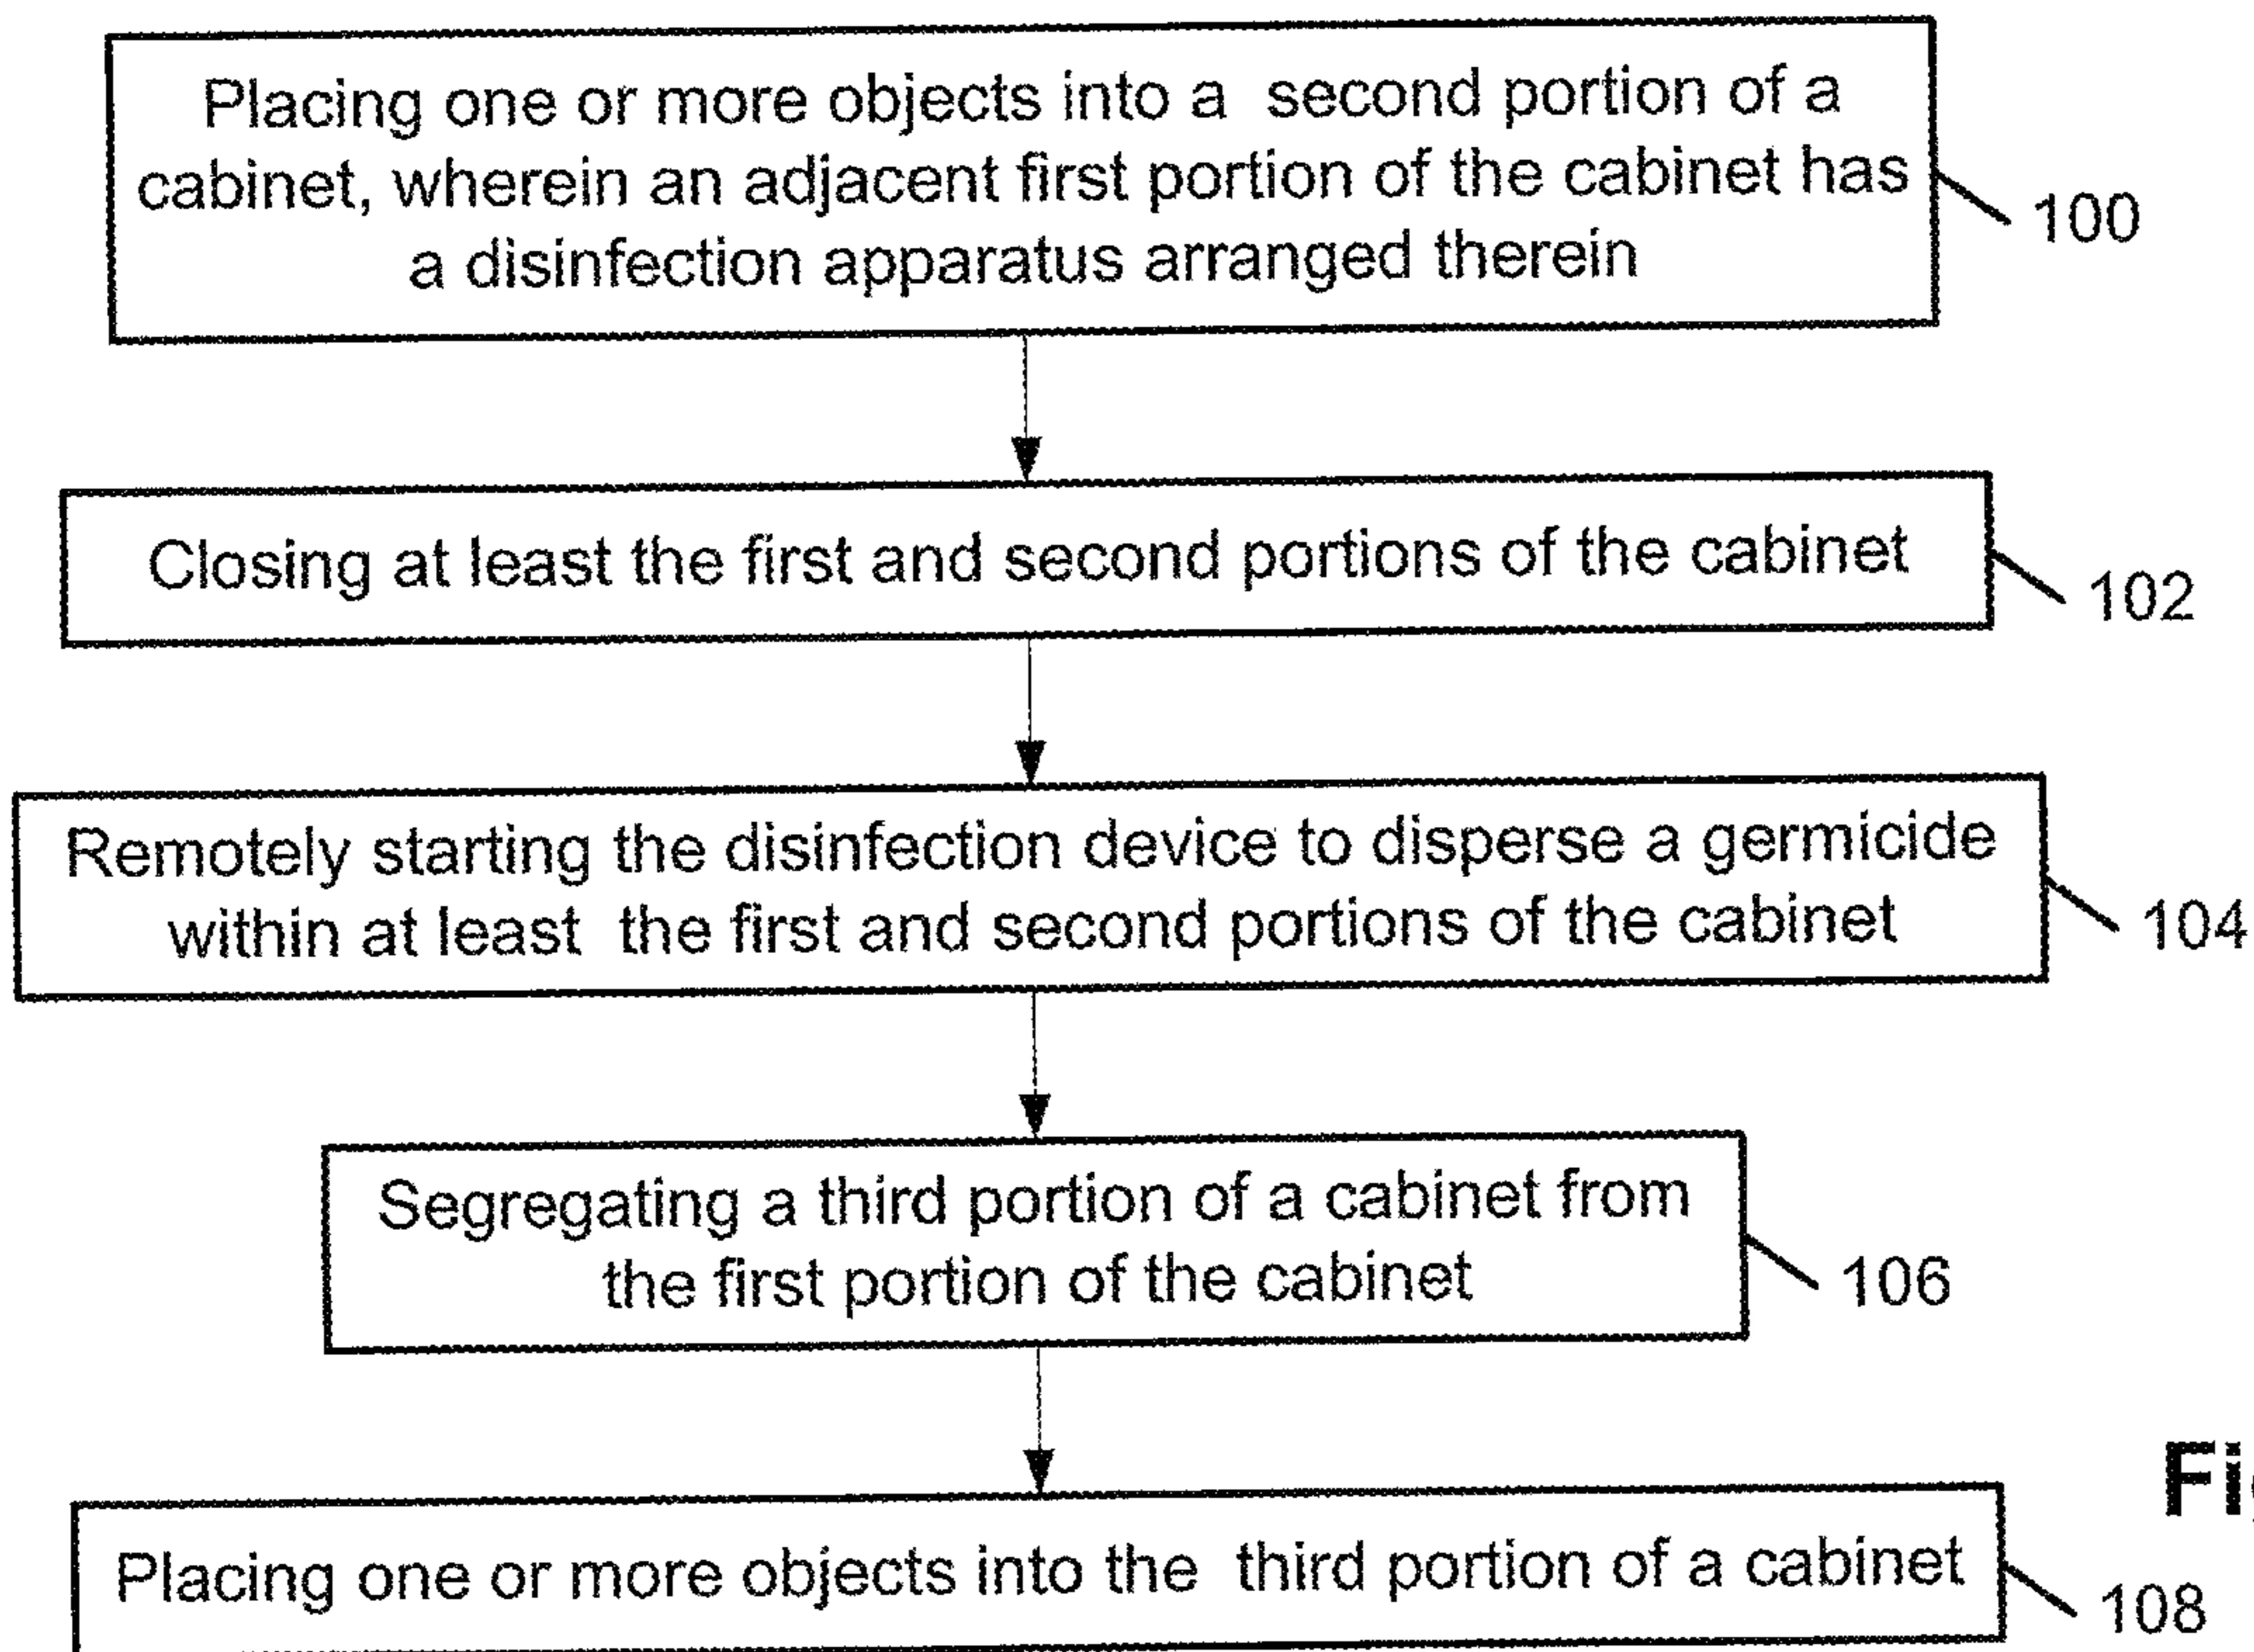 Placing one or more objects into a second portion of a
cabinet, wherein an adjacent first portion of the cabinet has
a disinfection apparatus arranged therein
100
Closing at least the first and second portions of the cabinet
102
Remotely starting the disinfection device to disperse a germicide
within at least the first and second portions of the cabinet
104
Segregating a third portion of a cabinet from
the first portion of the cabinet
106
Placing one or more objects into the third portion of a cabinet
108